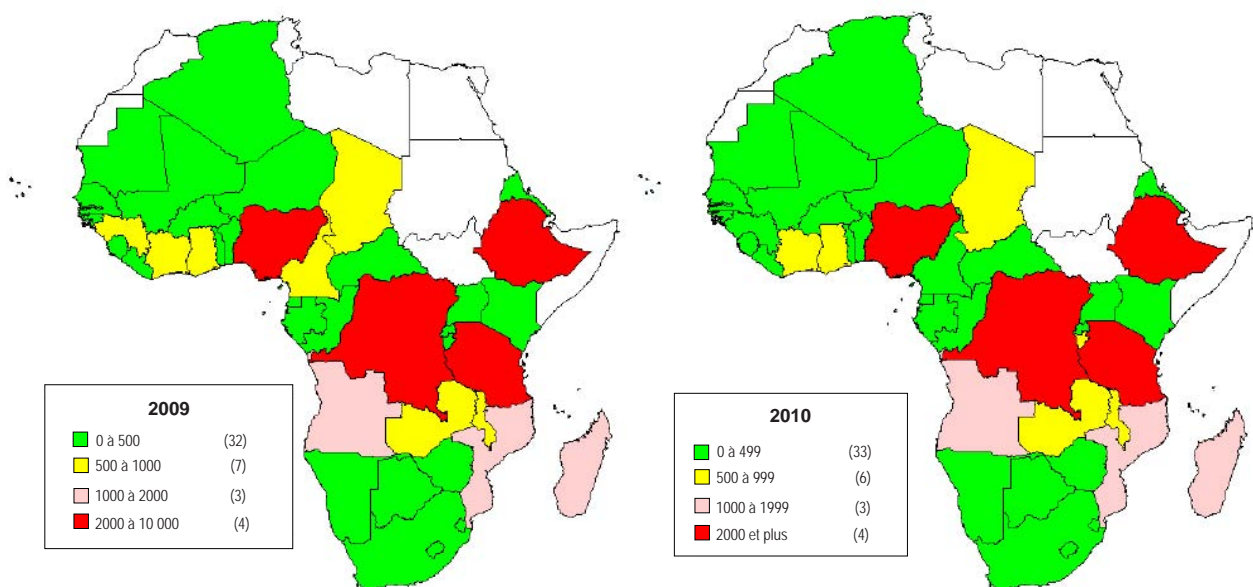 2009
0 à 500 (32)
500 à 1000 (7)
1000 à 2000 (3)
2000 à 10 000 (4)
2010
0 à 499 (33)
500 à 999 (6)
1000 à 1999 (3)
2000 et plus (4)